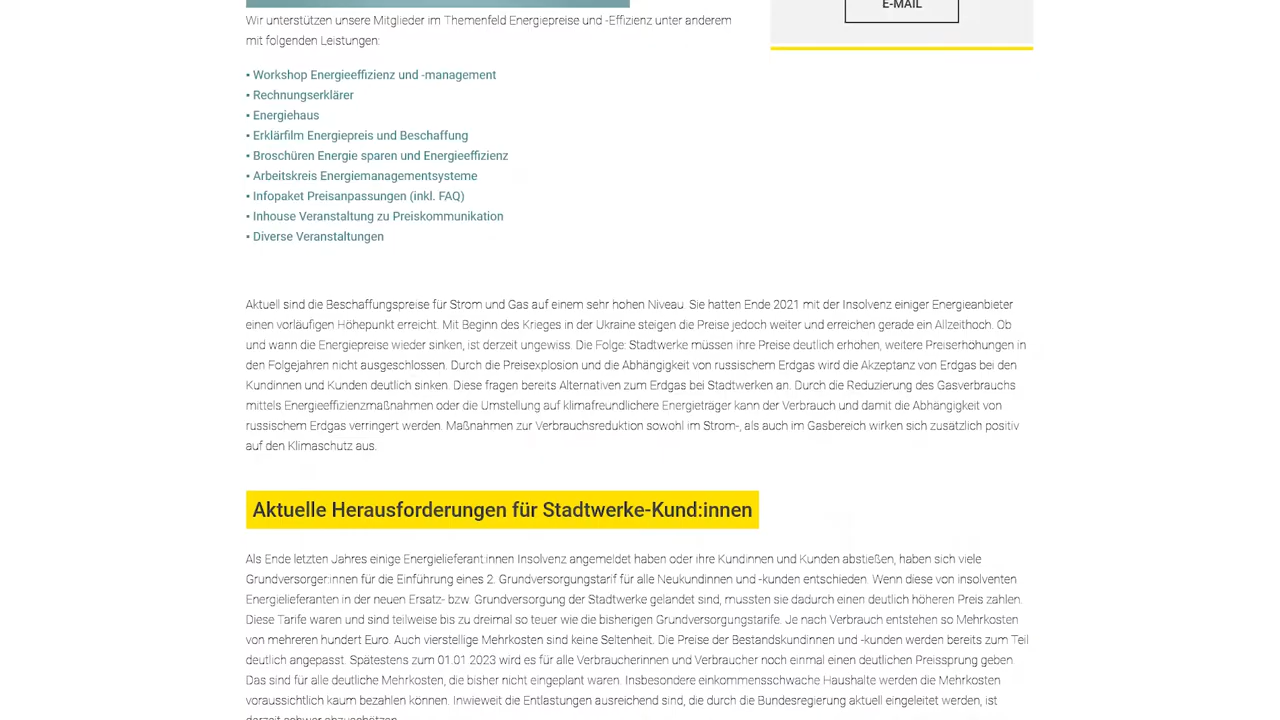 E-MAIL
Wir unterstützen unsere Mitglieder im Themenfeld Energiepreise und -Effizienz unter anderem
mit folgenden Leistungen:
▪ Workshop Energieeffizienz und -management
▪ Rechnungserklärer
▪ Energiehaus
▪ Erklärfilm Energiepreis und Beschaffung
▪ Broschüren Energie sparen und Energieeffizienz
▪ Arbeitskreis Energiemanagementsysteme
▪ Infopaket Preisanpassungen (inkl. FAQ)
▪ Inhouse Veranstaltung zu Preiskommunikation
▪ Diverse Veranstaltungen
Aktuell sind die Beschaffungspreise für Strom und Gas auf einem sehr hohen Niveau. Sie hatten Ende 2021 mit der Insolvenz einiger Energieanbieter
einen vorläufigen Höhepunkt erreicht. Mit Beginn des Krieges in der Ukraine steigen die Preise jedoch weiter und erreichen gerade ein Allzeithoch. Ob
und wann die Energiepreise wieder sinken, ist derzeit ungewiss. Die Folge: Stadtwerke müssen ihre Preise deutlich erhöhen, weitere Preiserhöhungen in
den Folgejahren nicht ausgeschlossen. Durch die Preisexplosion und die Abhängigkeit von russischem Erdgas wird die Akzeptanz von Erdgas bei den
Kundinnen und Kunden deutlich sinken. Diese fragen bereits Alternativen zum Erdgas bei Stadtwerken an. Durch die Reduzierung des Gasverbrauchs
mittels Energieeffizienzmaßnahmen oder die Umstellung auf klimafreundlichere Energieträger kann der Verbrauch und damit die Abhängigkeit von
russischem Erdgas verringert werden. Maßnahmen zur Verbrauchsreduktion sowohl im Strom-, als auch im Gasbereich wirken sich zusätzlich positiv
auf den Klimaschutz aus.
Aktuelle Herausforderungen für Stadtwerke-Kund:innen
Als Ende letzten Jahres einige Energielieferant:innen Insolvenz angemeldet haben oder ihre Kundinnen und Kunden abstießen, haben sich viele
Grundversorger:innen für die Einführung eines 2. Grundversorgungstarif für alle Neukundinnen und -kunden entschieden. Wenn diese von insolventen
Energielieferanten in der neuen Ersatz- bzw. Grundversorgung der Stadtwerke gelandet sind, mussten sie dadurch einen deutlich höheren Preis zahlen.
Diese Tarife waren und sind teilweise bis zu dreimal so teuer wie die bisherigen Grundversorgungstarife. Je nach Verbrauch entstehen so Mehrkosten
von mehreren hundert Euro. Auch vierstellige Mehrkosten sind keine Seltenheit. Die Preise der Bestandskundinnen und -kunden werden bereits zum Teil
deutlich angepasst. Spätestens zum 01.01.2023 wird es für alle Verbraucherinnen und Verbraucher noch einmal einen deutlichen Preissprung geben.
Das sind für alle deutliche Mehrkosten, die bisher nicht eingeplant waren. Insbesondere einkommensschwache Haushalte werden die Mehrkosten
voraussichtlich kaum bezahlen können. Inwieweit die Entlastungen ausreichend sind, die durch die Bundesregierung aktuell eingeleitet werden, ist
derzeit schwer abzuschätzen.